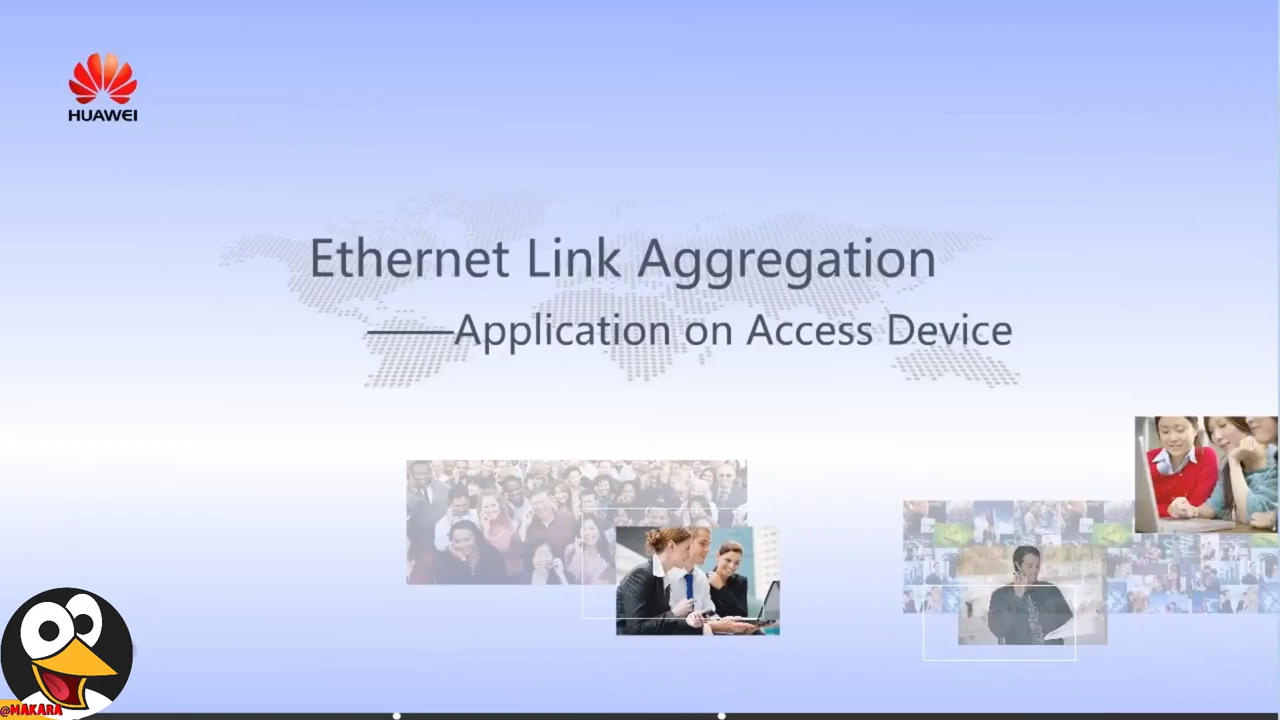 HUAWEI
Ethernet Link Aggregation
——Application on Access Device
@MAKARA